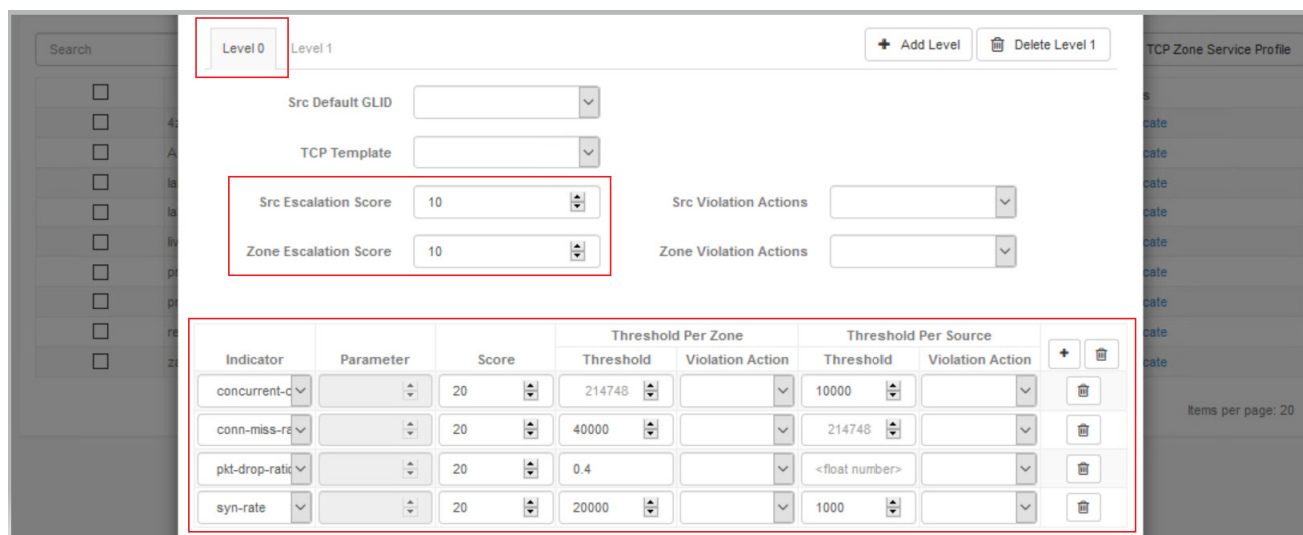 Search
Level 0
Level 1
Add Level
Delete Level 1
TCP Zone Service Profile
Src Default GLID
TCP Template
Src Escalation Score 10
Src Violation Actions
Zone Escalation Score 10
Zone Violation Actions
cate
cate
cate
cate
cate
cate
cate
cate
cate
Threshold Per Zone Threshold Per Source
Indicator Parameter Score Threshold Violation Action Threshold Violation Action
concurrent-c 20 214748 10000
conn-miss-ra 20 40000 214748
pkt-drop-ratio 20 0.4 <float number>
syn-rate 20 20000 1000
Items per page: 20